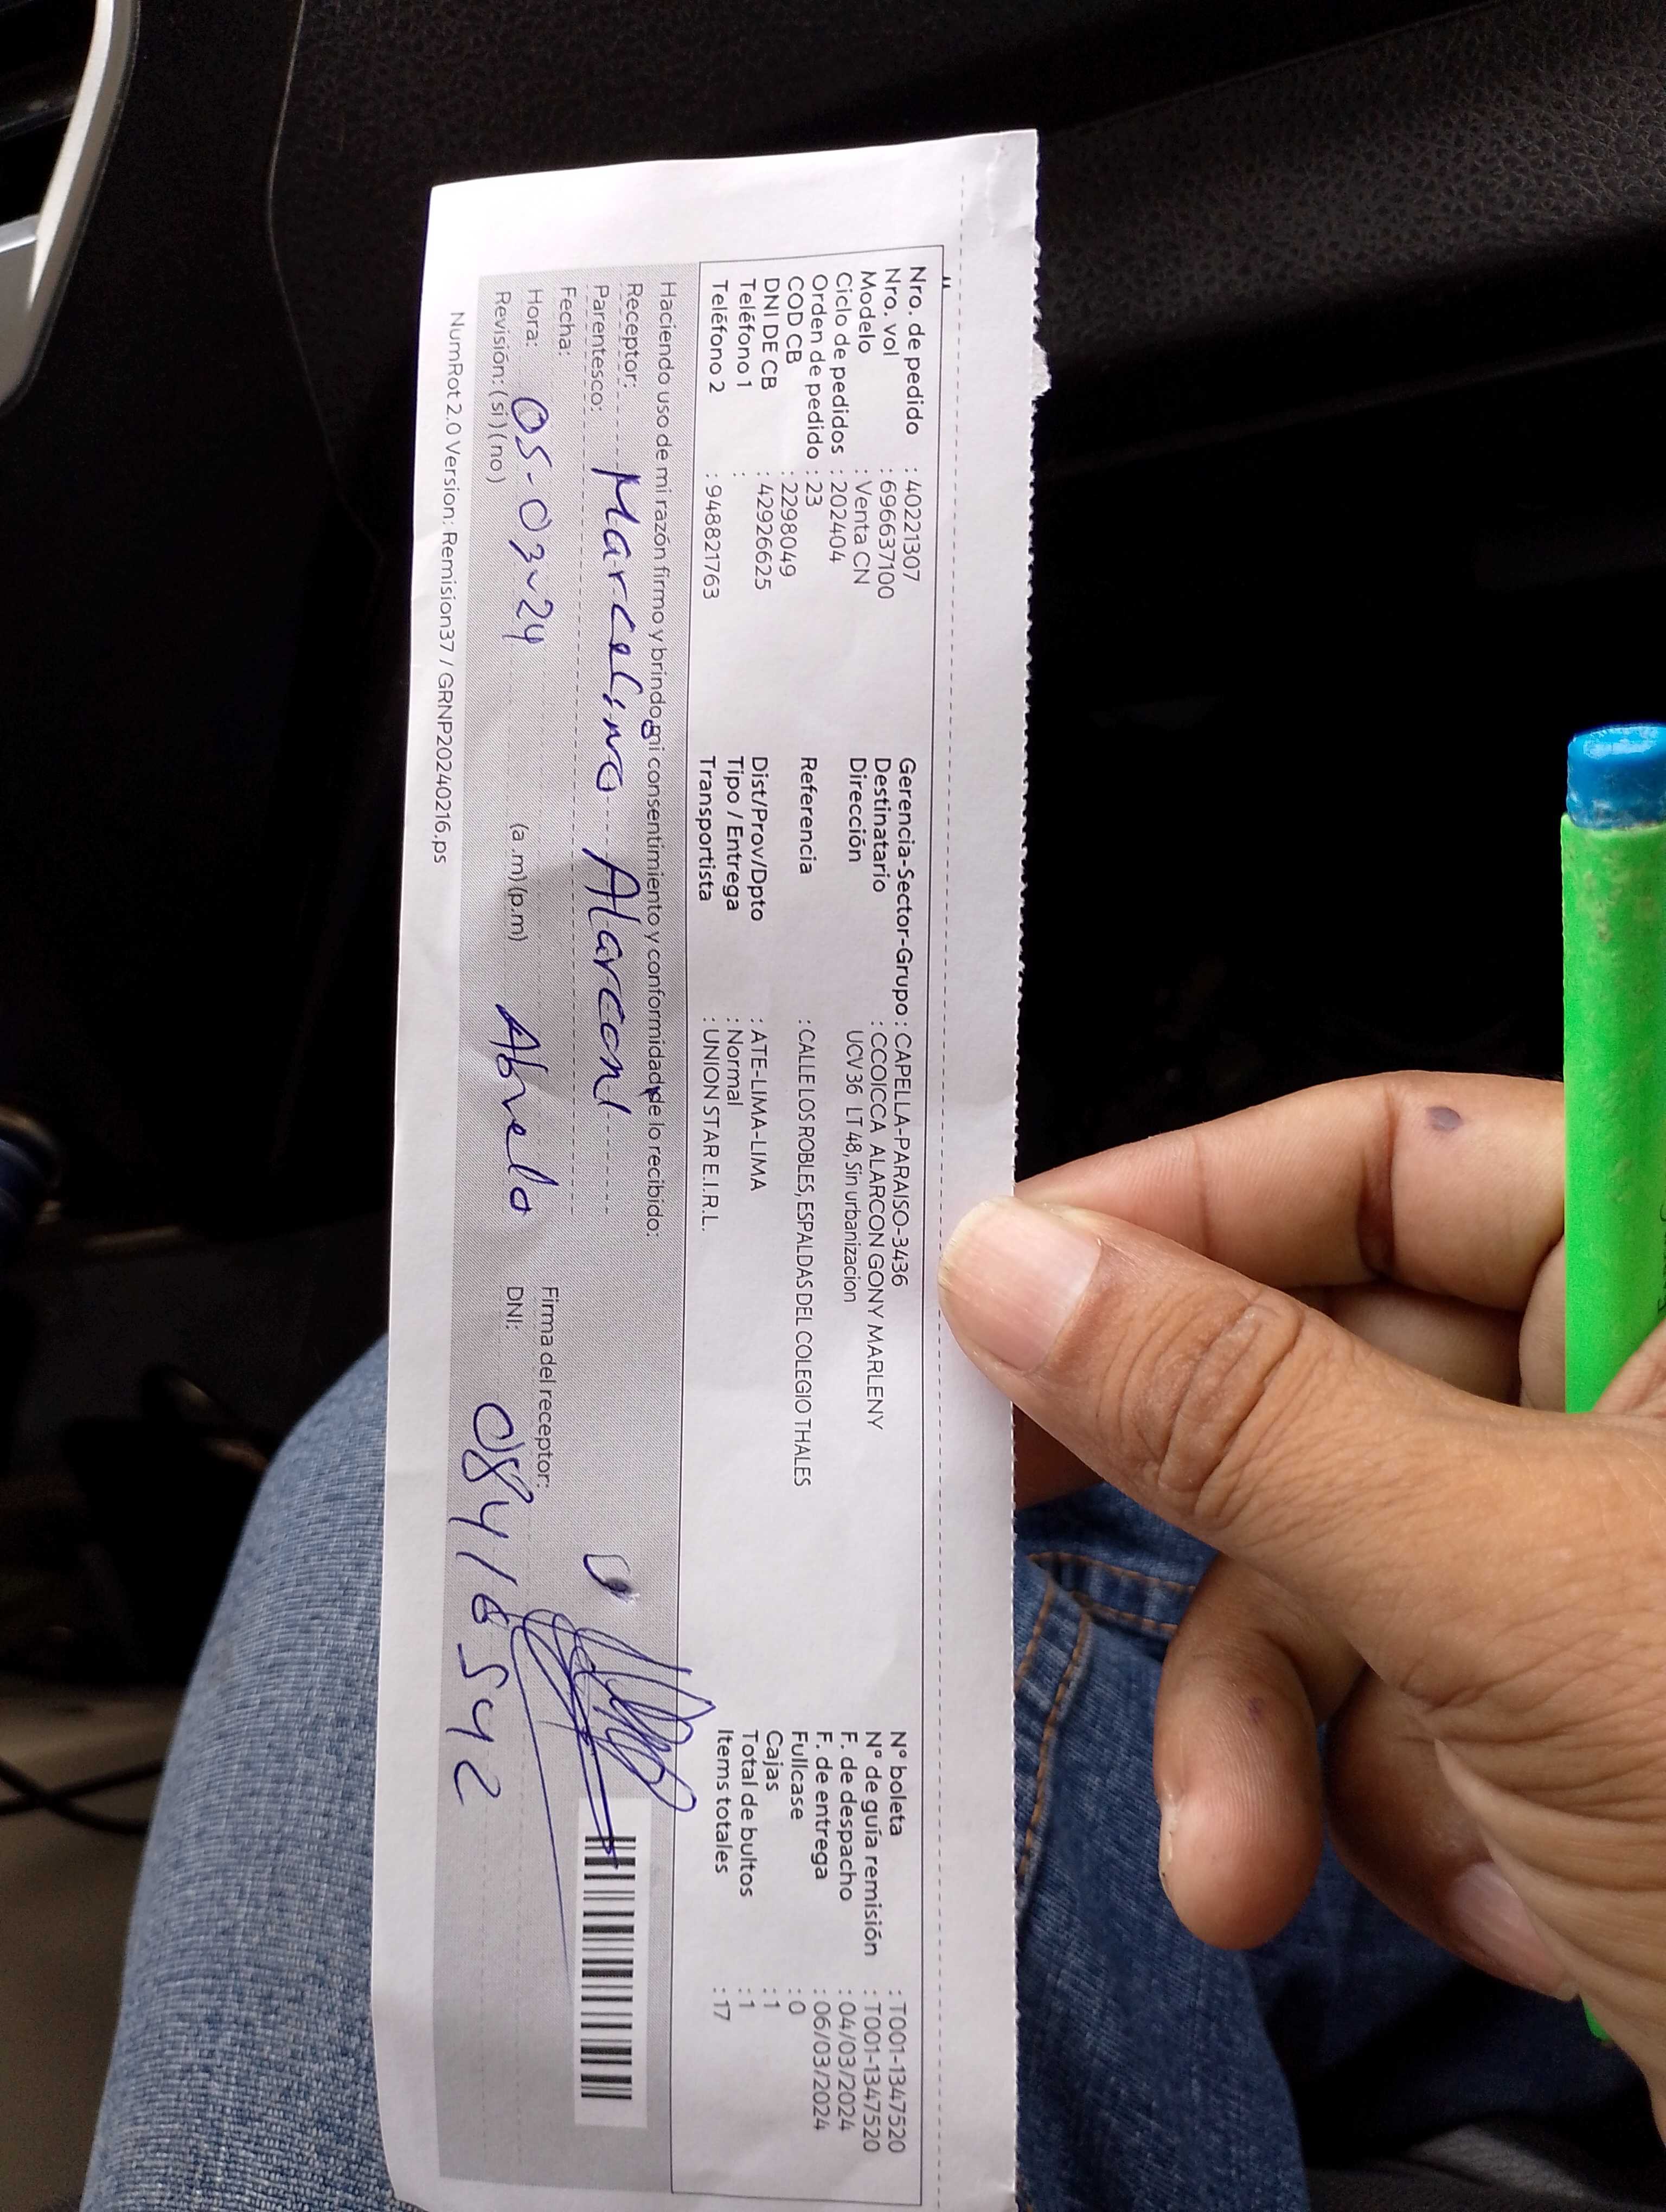 Nro. de pedido : 40221307
Nro. vol : 696637100
Modelo : Venta CN
Ciclo de pedidos : 202404
Orden de pedido : 23
COD CB : 2298049
DNI DE CB : 42926625
Teléfono 1 :
Teléfono 2 : 948821763
Gerencia-Sector-Grupo : CAPELLA-PARAISO-3436
Destinatario : CCOICCA ALARCON GONY MARLENY
Dirección UCV 36 LT 48, Sin urbanizacion
Referencia : CALLE LOS ROBLES, ESPALDAS DEL COLEGIO THALES
Dist/Prov/Dpto : ATE-LIMA-LIMA
Tipo / Entrega : Normal
Transportista : UNION STAR E.I.R.L.
N° boleta : T001-1347520
N° de guía remisión : T001-1347520
F. de despacho : 04/03/2024
F. de entrega : 06/03/2024
Fullcase : 0
Cajas : 1
Total de bultos : 1
Items totales : 17
Haciendo uso de mi razón firmo y brindo mi consentimiento y conformidad de lo recibido:
Receptor: Marcelino Alarcon
Parentesco:
Fecha:
Hora: 05-03-24 (a.m)(p.m) Abuelo
Revisión: (si)(no)
Firma del receptor:
DNI: 08416542
NumRot 2.0 Version: Remision37 / GRNP20240216.ps